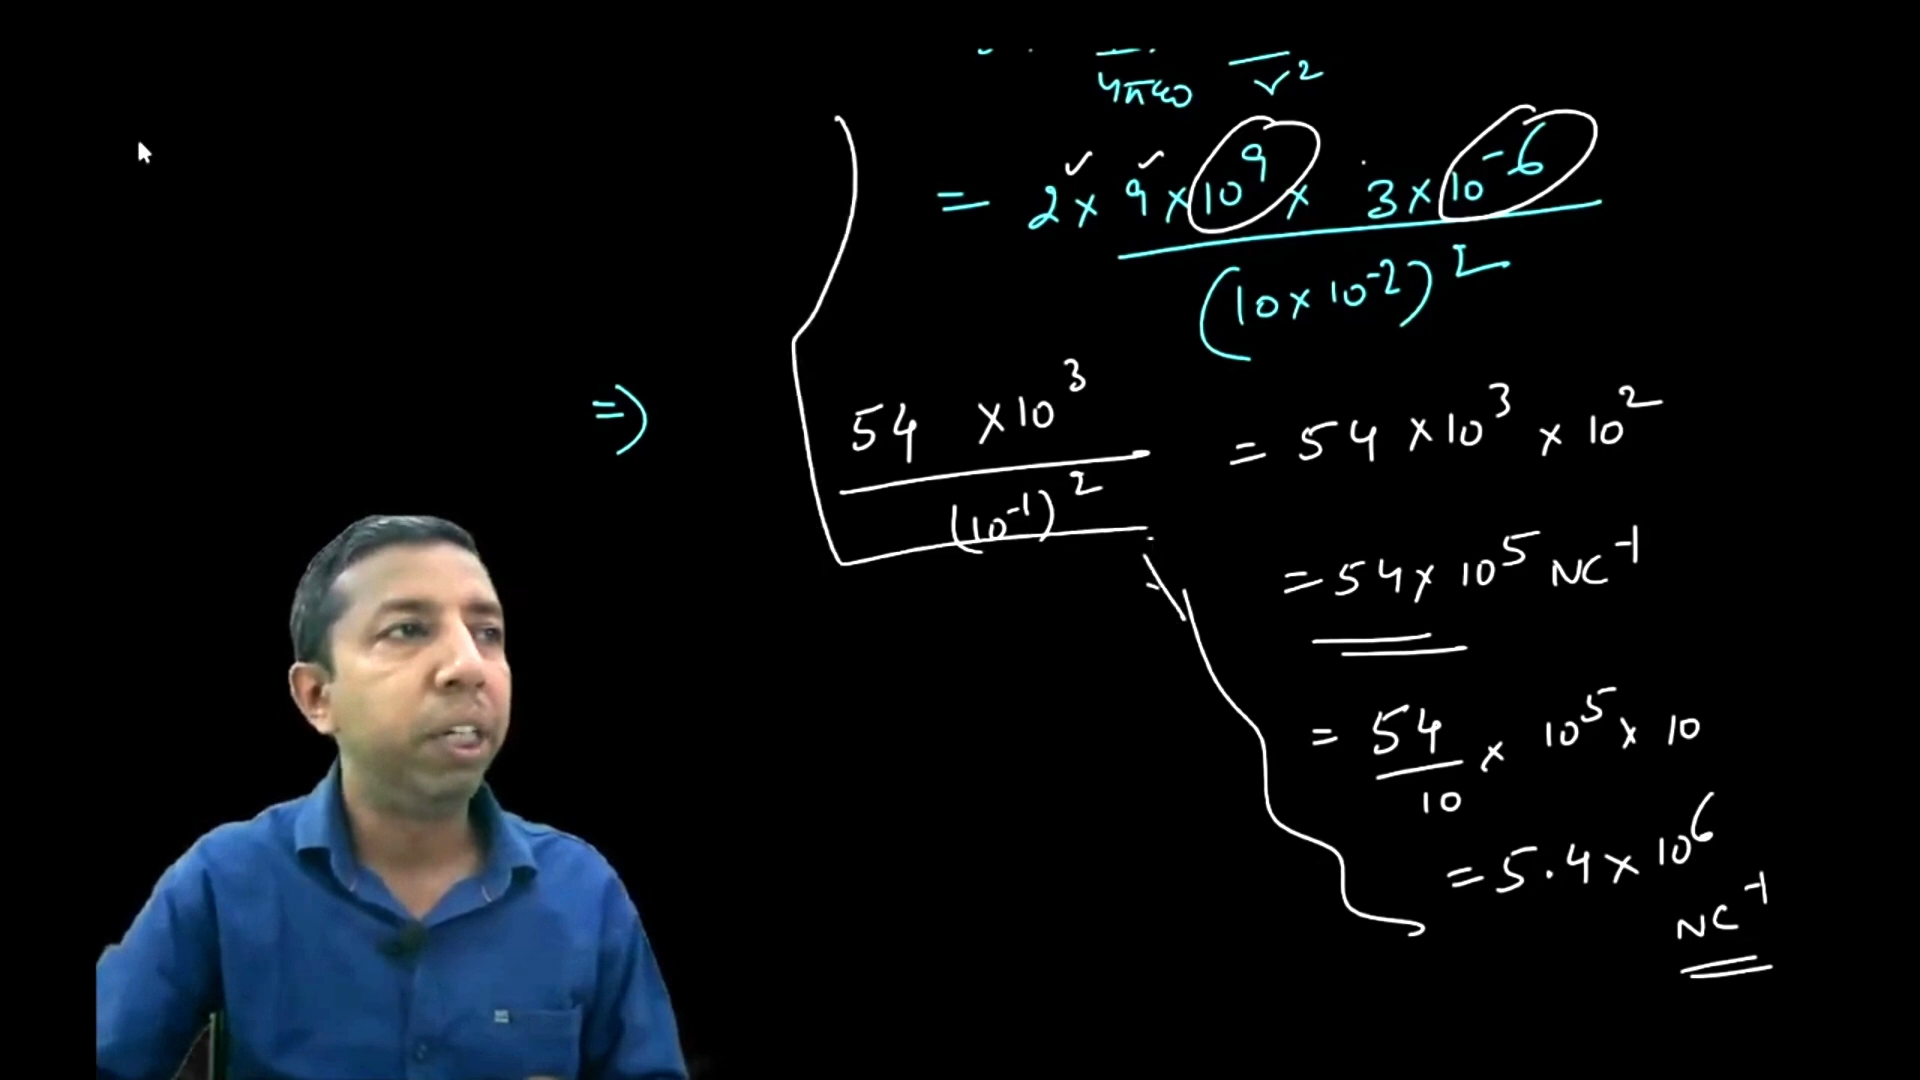 4πε0 r²
= 2 × 9 × 10⁹ × 3 × 10⁻⁶
(10 × 10⁻²)²
=>
54 × 10³
(10⁻¹)²
= 54 × 10³ × 10²
= 54 × 10⁵ NC⁻¹
= 54/10 × 10⁵ × 10
= 5.4 × 10⁶
NC⁻¹